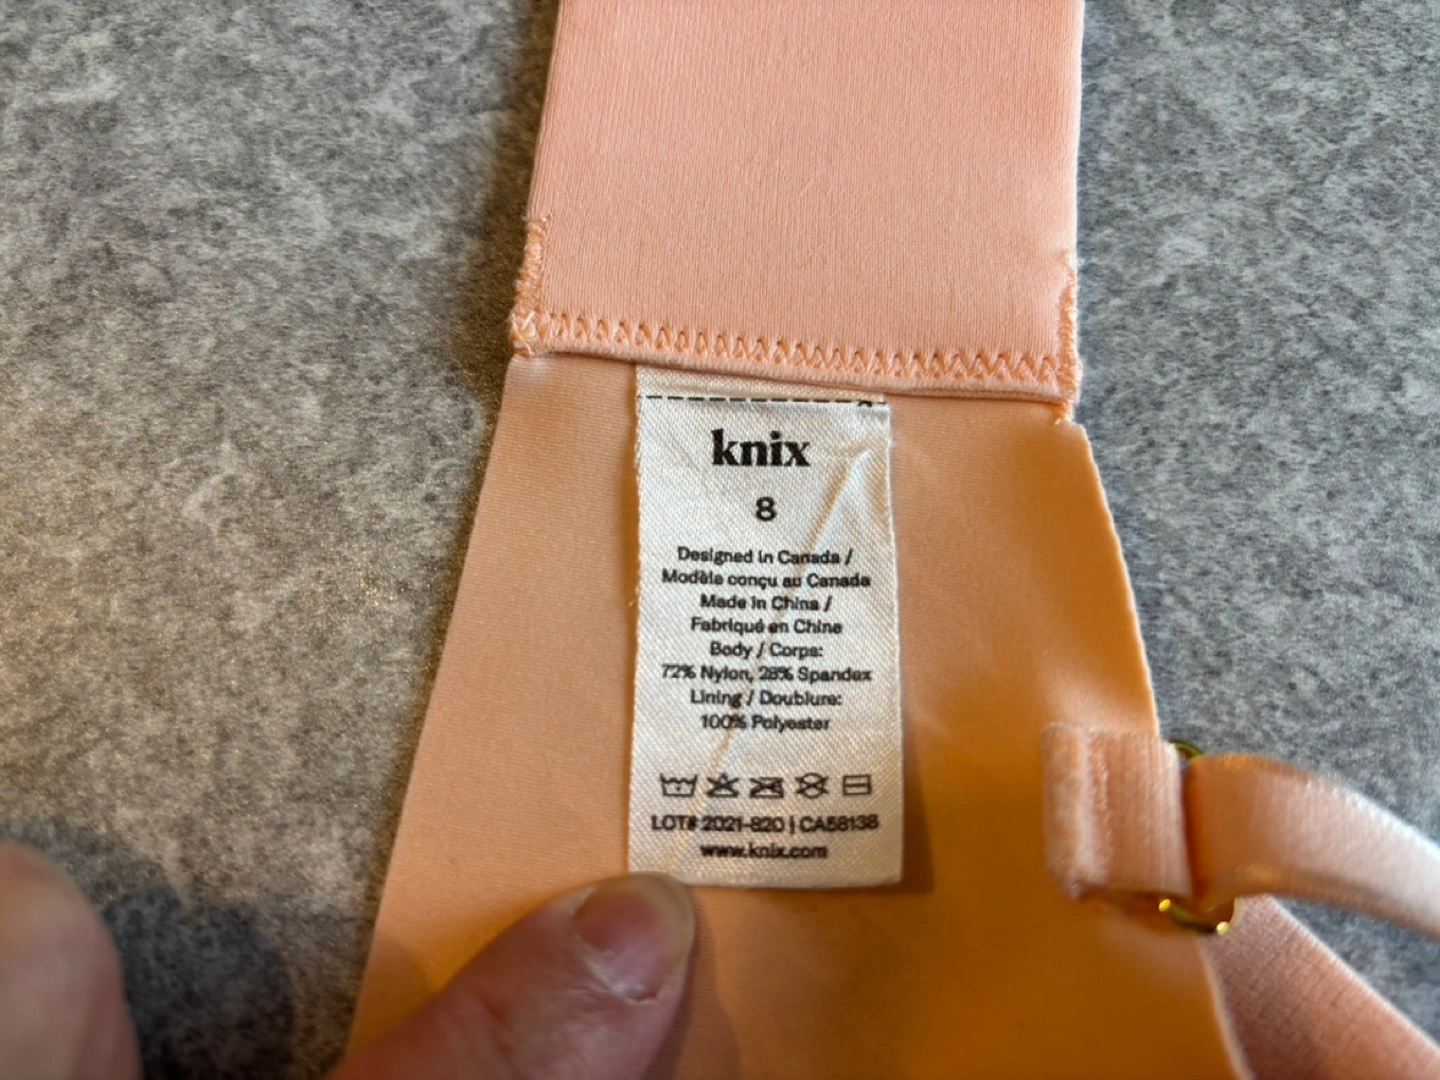 knix
8
Designed in Canada /
Modèle conçu au Canada
Made in China /
Fabriqué en Chine
Body / Corps:
72% Nylon, 28% Spandex
Lining / Doublure:
100% Polyester
LOT# 2021-820 | CA58138
www.knix.com